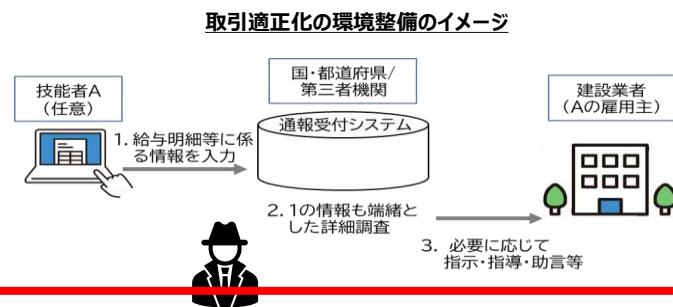 取引適正化の環境整備のイメージ
技能者A
（任意）
国・都道府県/
第三者機関
建設業者
（Aの雇用主）
通報受付システム
1. 給与明細等に係
る情報を入力
2. 1の情報も端緒と
した詳細調査
3. 必要に応じて
指示・指導・助言等